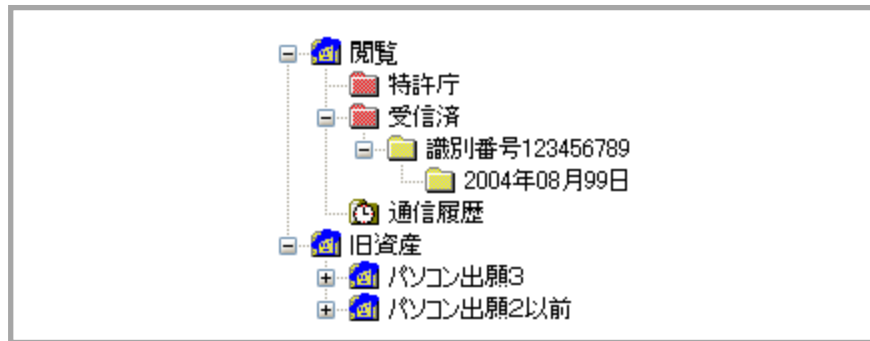 閲覧
特許庁
受信済
識別番号123456789
2004年08月99日
通信履歴
旧資産
パソコン出願3
パソコン出願2以前